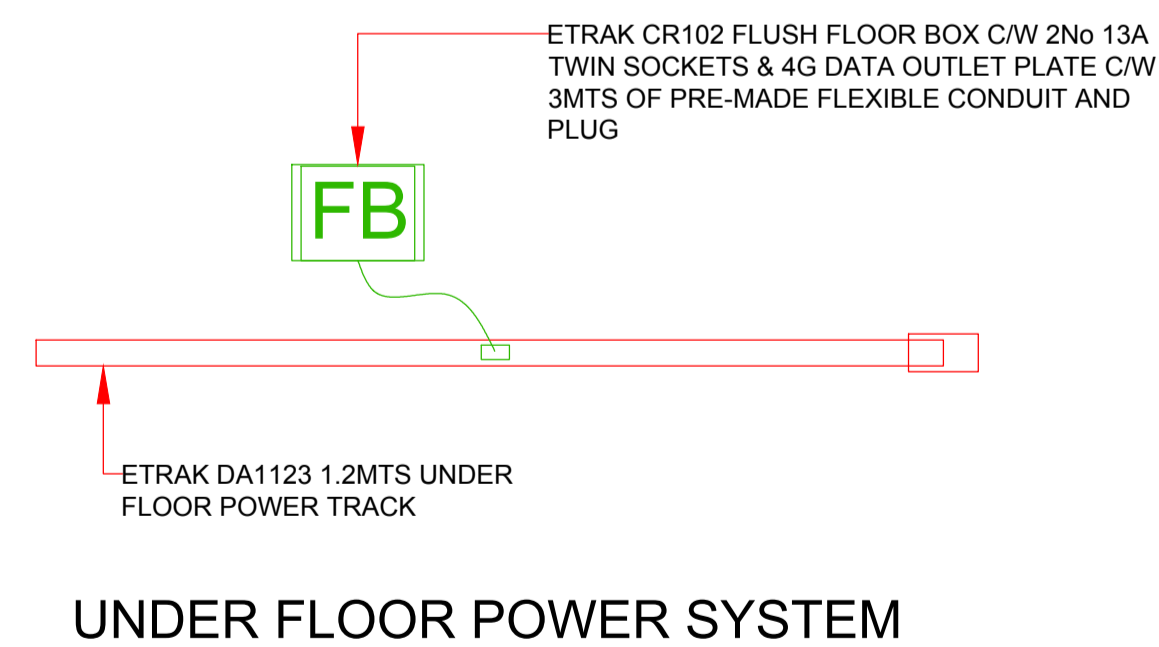 ETRAK CR102 FLUSH FLOOR BOX C/W 2No 13A
TWIN SOCKETS & 4G DATA OUTLET PLATE C/W
3MTS OF PRE-MADE FLEXIBLE CONDUIT AND
PLUG
FB
ETRAK DA1123 1.2MTS UNDER
FLOOR POWER TRACK
UNDER FLOOR POWER SYSTEM